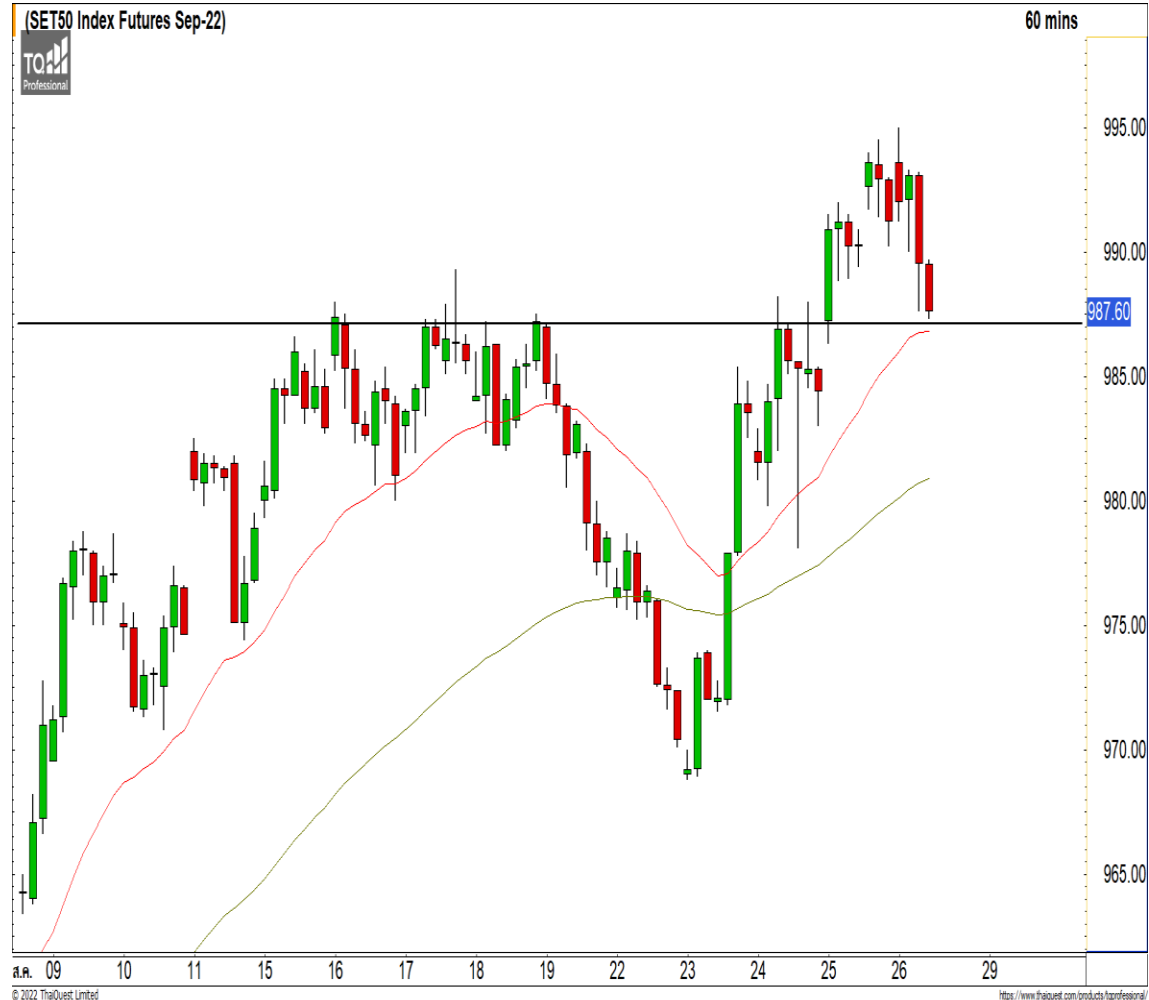 (SET50 Index Futures Sep-22)
60 mins
TQ
Professional
995.00
990.00
987.60
985.00
980.00
975.00
970.00
965.00
ส.ค. 09 10 11 15 16 17 18 19 22 23 24 25 26 29
© 2022 ThaiQuest Limited
https://www.thaiquest.com/products/tqprofessional/